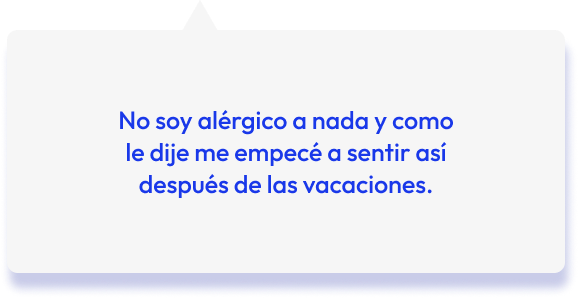 No soy alérgico a nada y como
le dije me empecé a sentir así
después de las vacaciones.